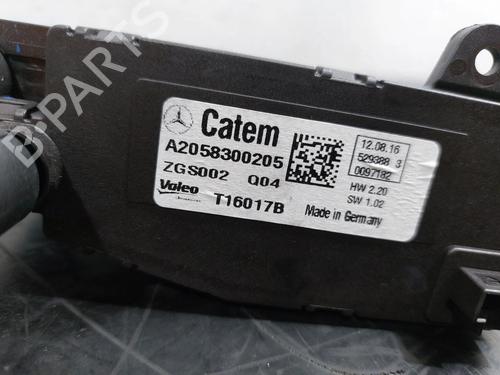 B-PARTS
Catem
A2058300205
ZGS002 Q04
Valeo T16017B
12.08.16
529388 3
0097182
HW 2.20
SW 1.02
Made in Germany